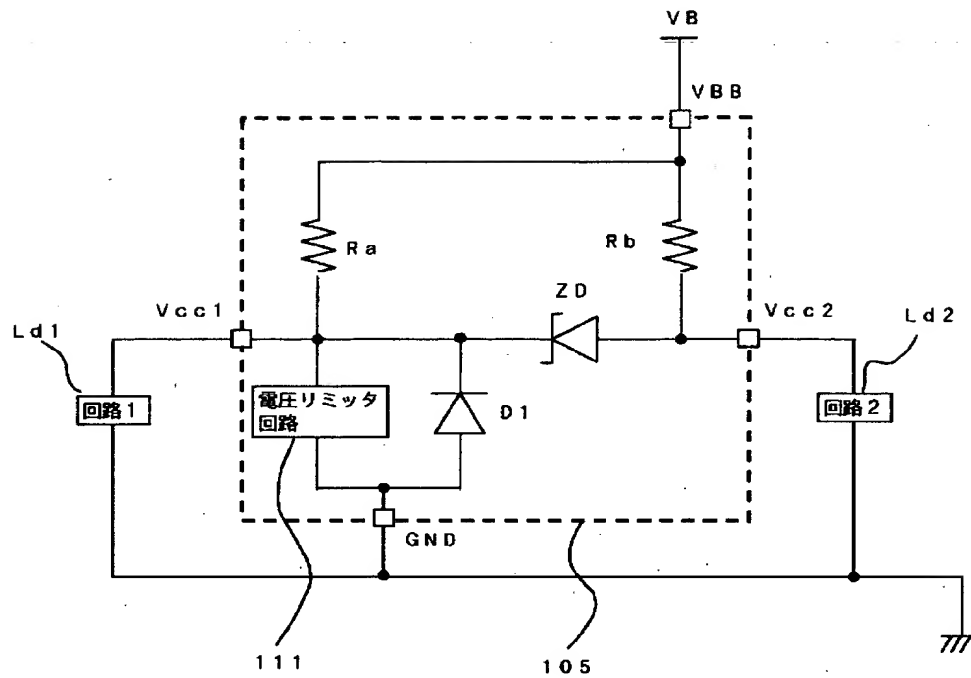 VB
VBB
Ra
Rb
ZD
Vcc1
Vcc2
Ld1
Ld2
回路1
電圧リミッタ
回路
D1
回路2
GND
111
105